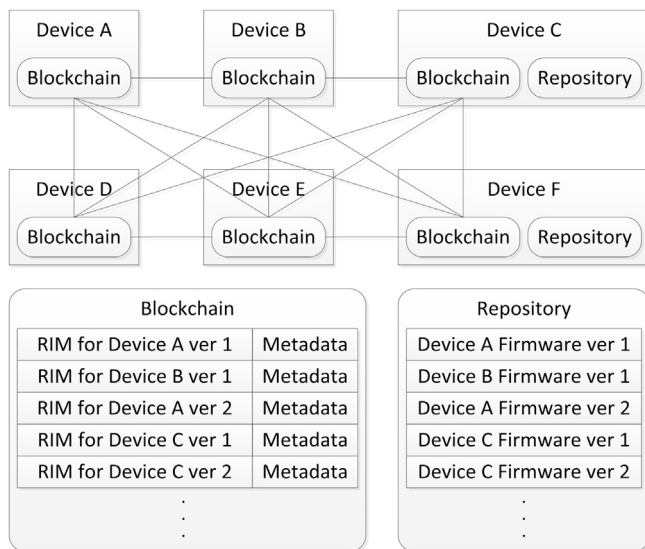 Device A Device B Device C
Blockchain Blockchain Blockchain Repository
Device D Device E Device F
Blockchain Blockchain Blockchain Repository
Blockchain
RIM for Device A ver 1 Metadata
RIM for Device B ver 1 Metadata
RIM for Device A ver 2 Metadata
RIM for Device C ver 1 Metadata
RIM for Device C ver 2 Metadata
.
.
.
Repository
Device A Firmware ver 1
Device B Firmware ver 1
Device A Firmware ver 2
Device C Firmware ver 1
Device C Firmware ver 2
.
.
.